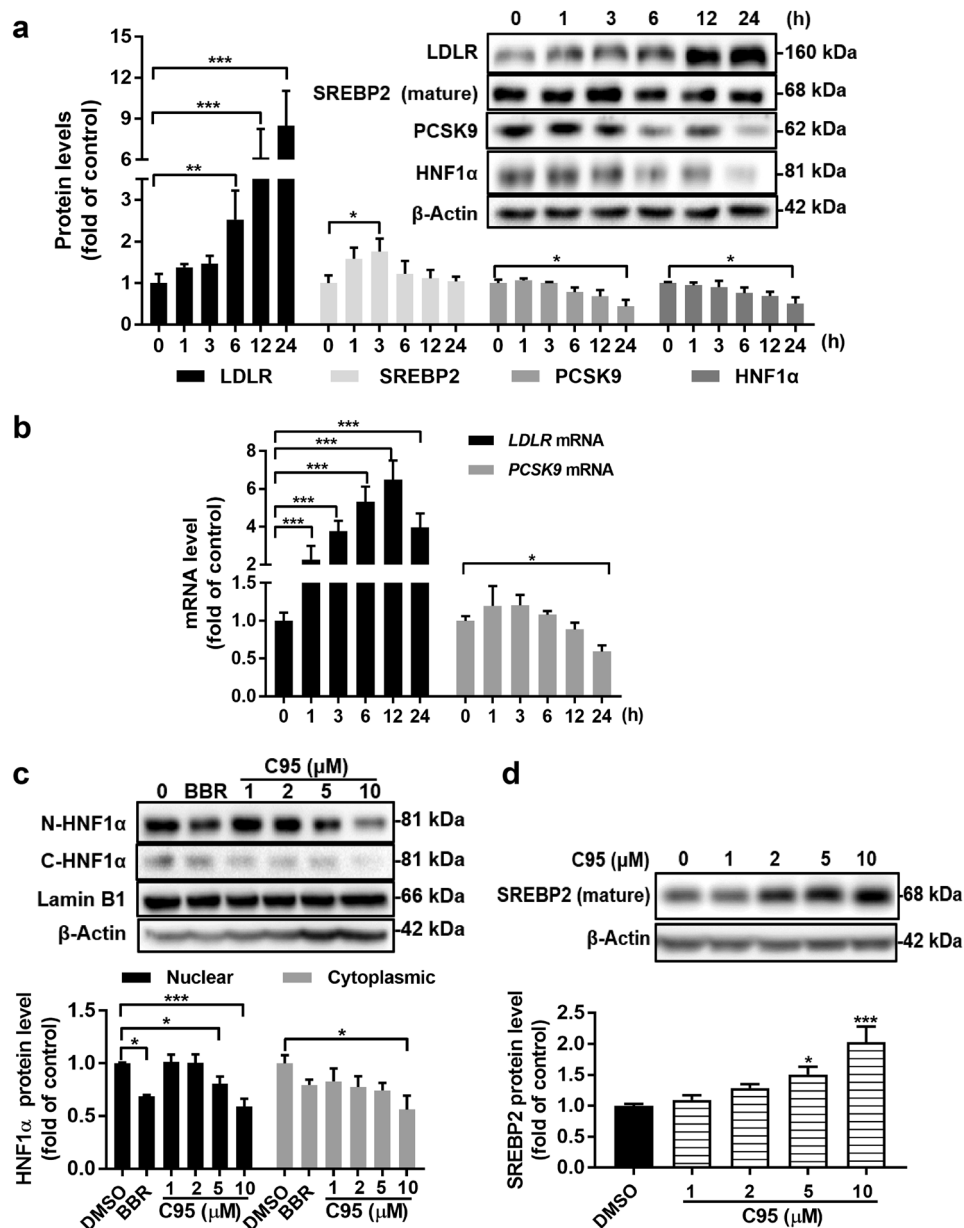 a
0 1 3 6 12 24 (h)
LDLR 160 kDa
SREBP2 (mature) 68 kDa
PCSK9 62 kDa
HNF1α 81 kDa
β-Actin 42 kDa
Protein levels
(fold of control)
15
12
9
6
3
2
1
0
***
***
**
*
*
*
0 1 3 6 12 24 0 1 3 6 12 24 0 1 3 6 12 24 0 1 3 6 12 24 (h)
LDLR SREBP2 PCSK9 HNF1α
b
LDLR mRNA
PCSK9 mRNA
mRNA level
(fold of control)
8
6
4
2
1.0
0.5
0.0
***
***
***
***
***
*
0 1 3 6 12 24 0 1 3 6 12 24 (h)
c
C95 (μM)
0 BBR 1 2 5 10
N-HNF1α 81 kDa
C-HNF1α 81 kDa
Lamin B1 66 kDa
β-Actin 42 kDa
Nuclear Cytoplasmic
HNF1α protein level
(fold of control)
1.5
1.0
0.5
0.0
***
*
*
*
DMSO BBR 1 2 5 10 DMSO BBR 1 2 5 10
C95 (μM) C95 (μM)
d
C95 (μM) 0 1 2 5 10
SREBP2 (mature) 68 kDa
β-Actin 42 kDa
SREBP2 protein level
(fold of control)
2.5
2.0
1.5
1.0
0.5
0.0
*
***
DMSO 1 2 5 10
C95 (μM)